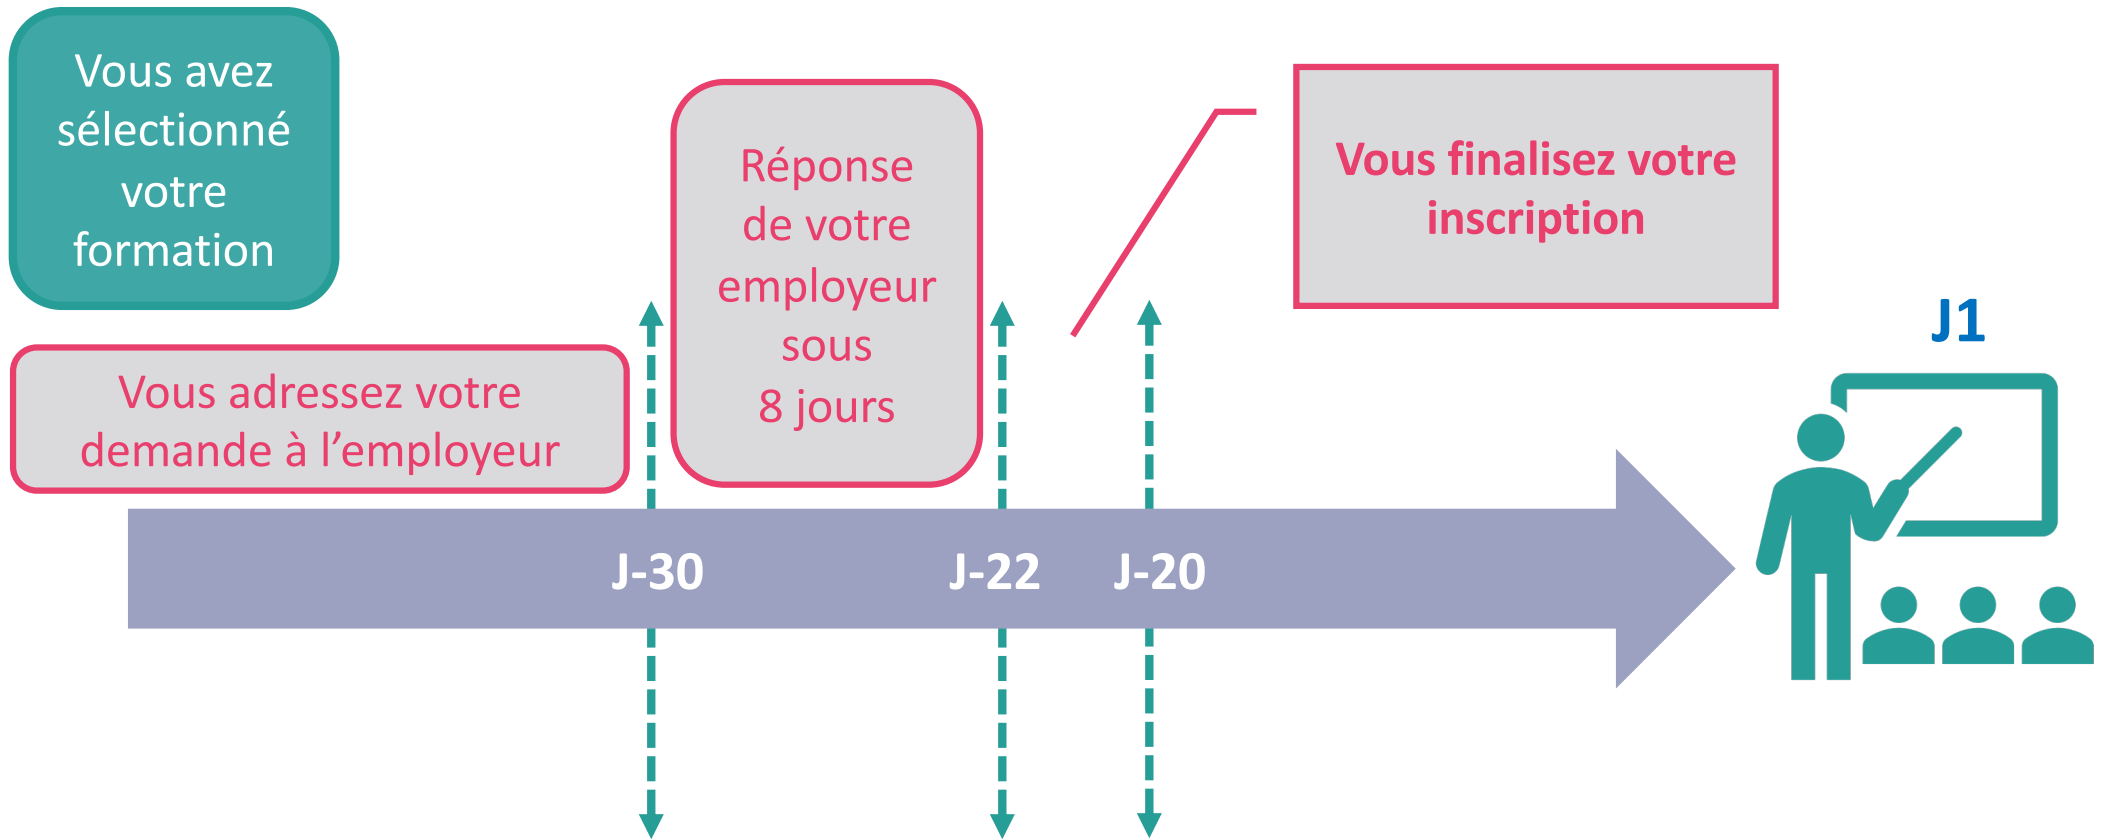 Vous avez
sélectionné
votre
formation
Vous adressez votre
demande à l’employeur
Réponse
de votre
employeur
sous
8 jours
Vous finalisez votre
inscription
J1
J-30
J-22
J-20